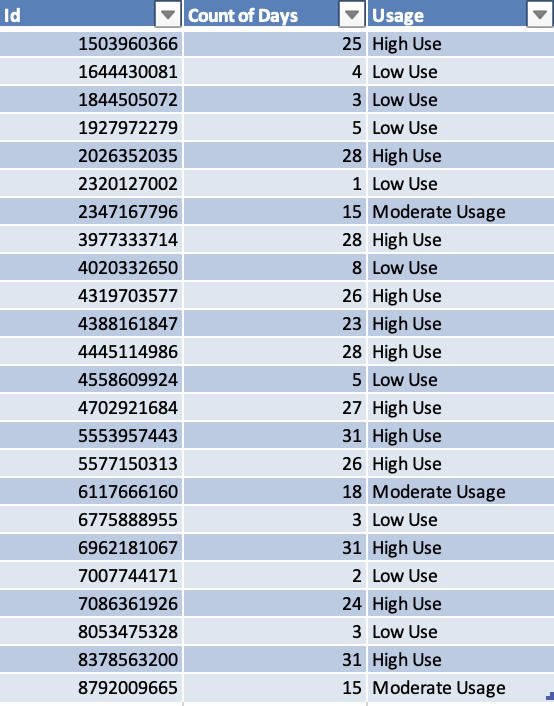 Id Count of Days Usage
1503960366 25 High Use
1644430081 4 Low Use
1844505072 3 Low Use
1927972279 5 Low Use
2026352035 28 High Use
2320127002 1 Low Use
2347167796 15 Moderate Usage
3977333714 28 High Use
4020332650 8 Low Use
4319703577 26 High Use
4388161847 23 High Use
4445114986 28 High Use
4558609924 5 Low Use
4702921684 27 High Use
5553957443 31 High Use
5577150313 26 High Use
6117666160 18 Moderate Usage
6775888955 3 Low Use
6962181067 31 High Use
7007744171 2 Low Use
7086361926 24 High Use
8053475328 3 Low Use
8378563200 31 High Use
8792009665 15 Moderate Usage